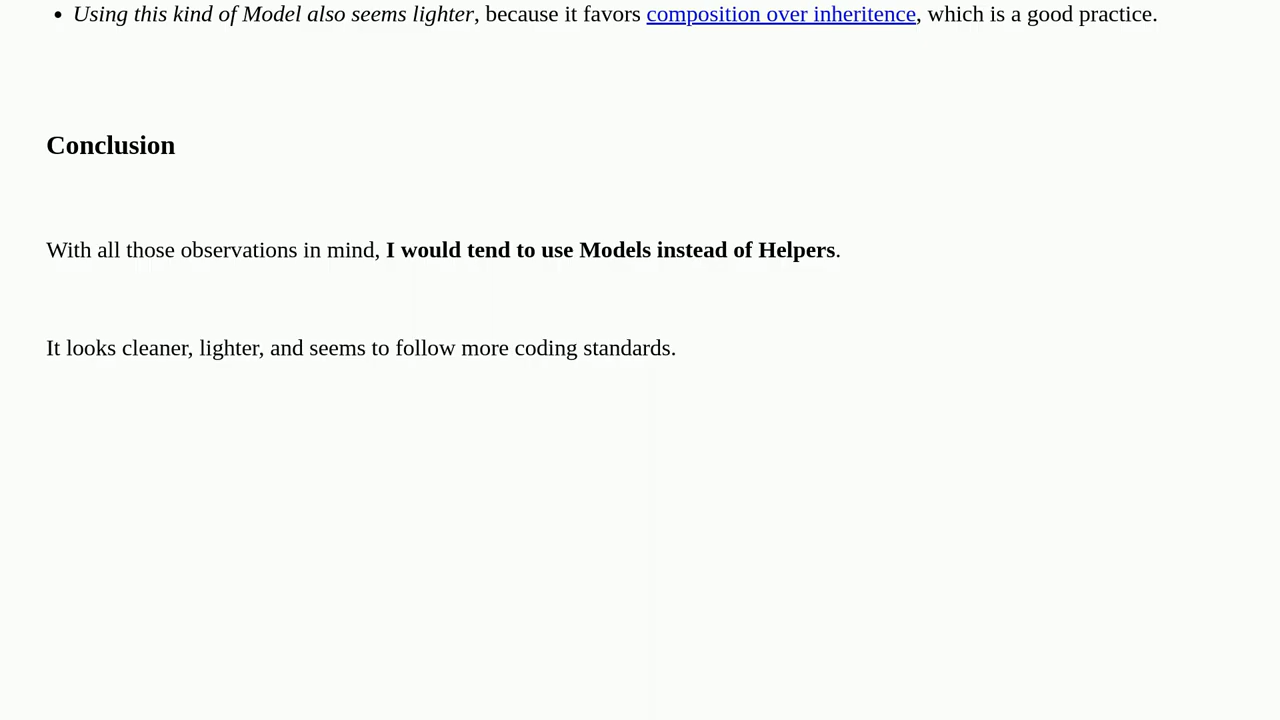 • Using this kind of Model also seems lighter, because it favors composition over inheritence, which is a good practice.
Conclusion
With all those observations in mind, I would tend to use Models instead of Helpers.
It looks cleaner, lighter, and seems to follow more coding standards.